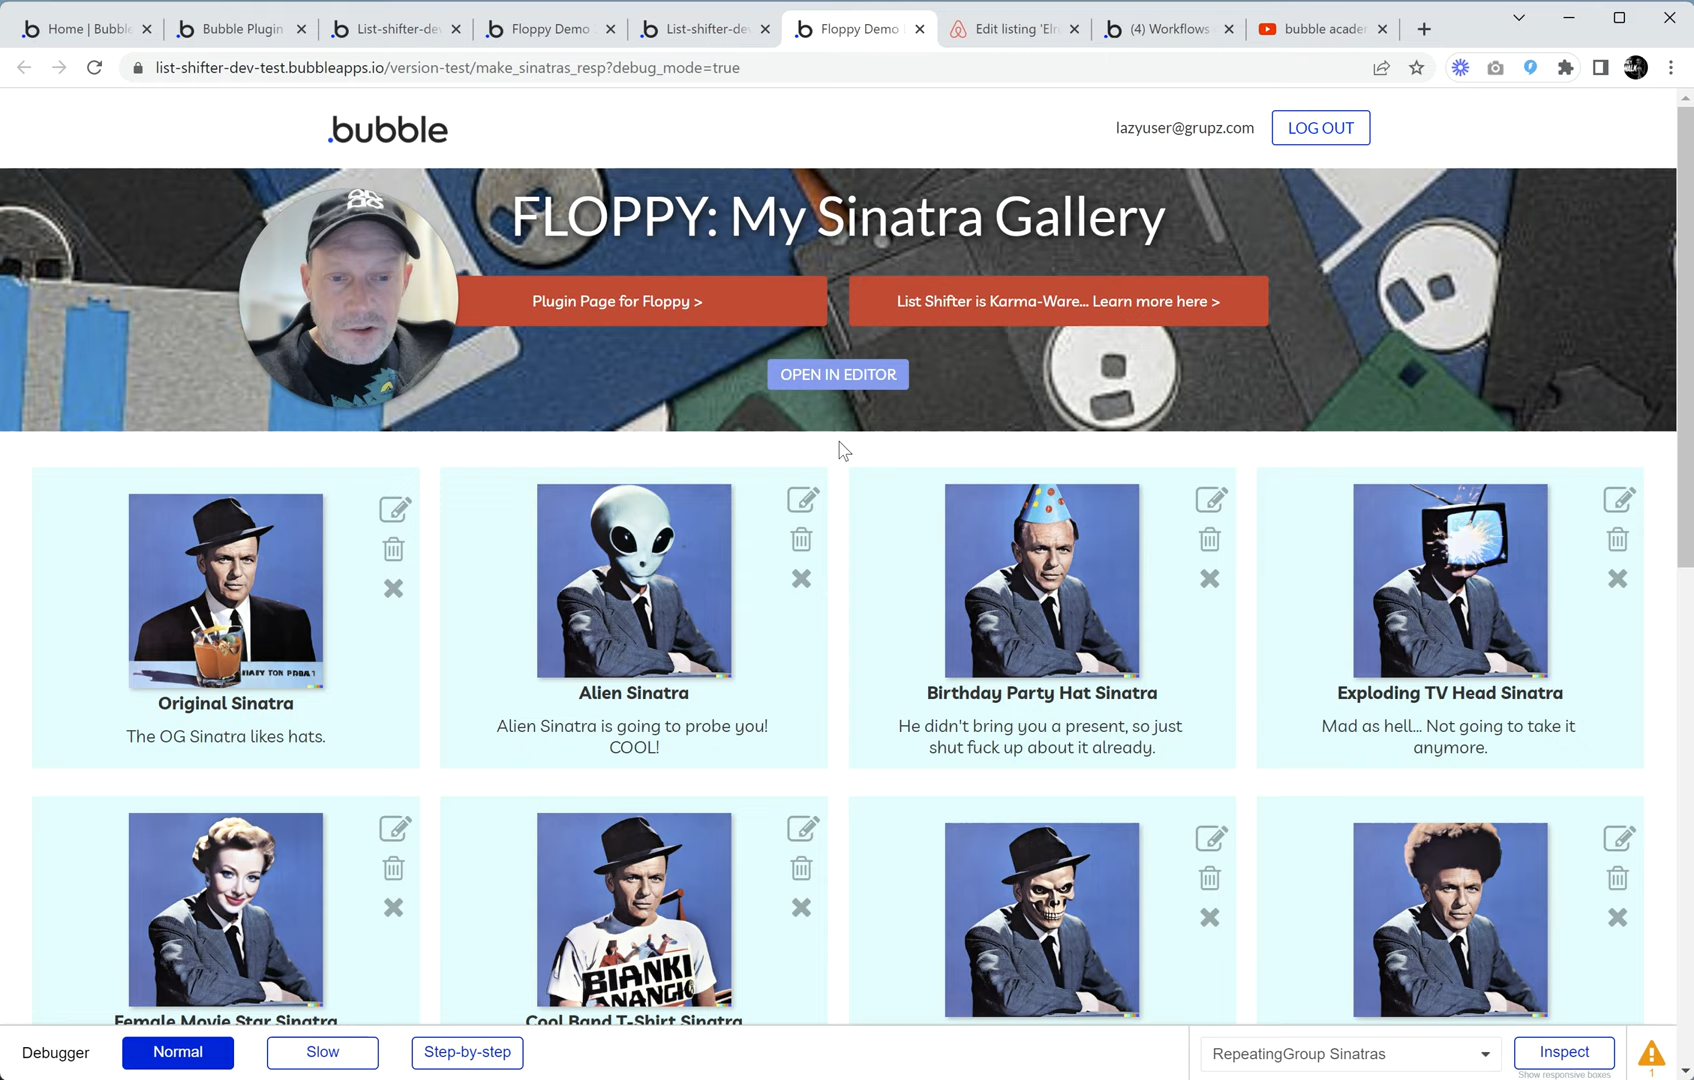 Home | Bubble
Bubble Plugin
List-shifter-de
Floppy Demo
List-shifter-de
Floppy Demo
Edit listing 'Elre
(4) Workflows
bubble acade
list-shifter-dev-test.bubbleapps.io/version-test/make_sinatras_resp?debug_mode=true
.bubble
lazyuser@grupz.com
LOG OUT
FLOPPY: My Sinatra Gallery
Plugin Page for Floppy >
List Shifter is Karma-Ware... Learn more here >
OPEN IN EDITOR
Original Sinatra
The OG Sinatra likes hats.
Alien Sinatra
Alien Sinatra is going to probe you!
COOL!
Birthday Party Hat Sinatra
He didn't bring you a present, so just
shut fuck up about it already.
Exploding TV Head Sinatra
Mad as hell... Not going to take it
anymore.
BIANKI
ANANGIO
Female Movie Star Sinatra
Cool Band T-Shirt Sinatra
Debugger
Normal
Slow
Step-by-step
RepeatingGroup Sinatras
Inspect
Show responsive boxes
1